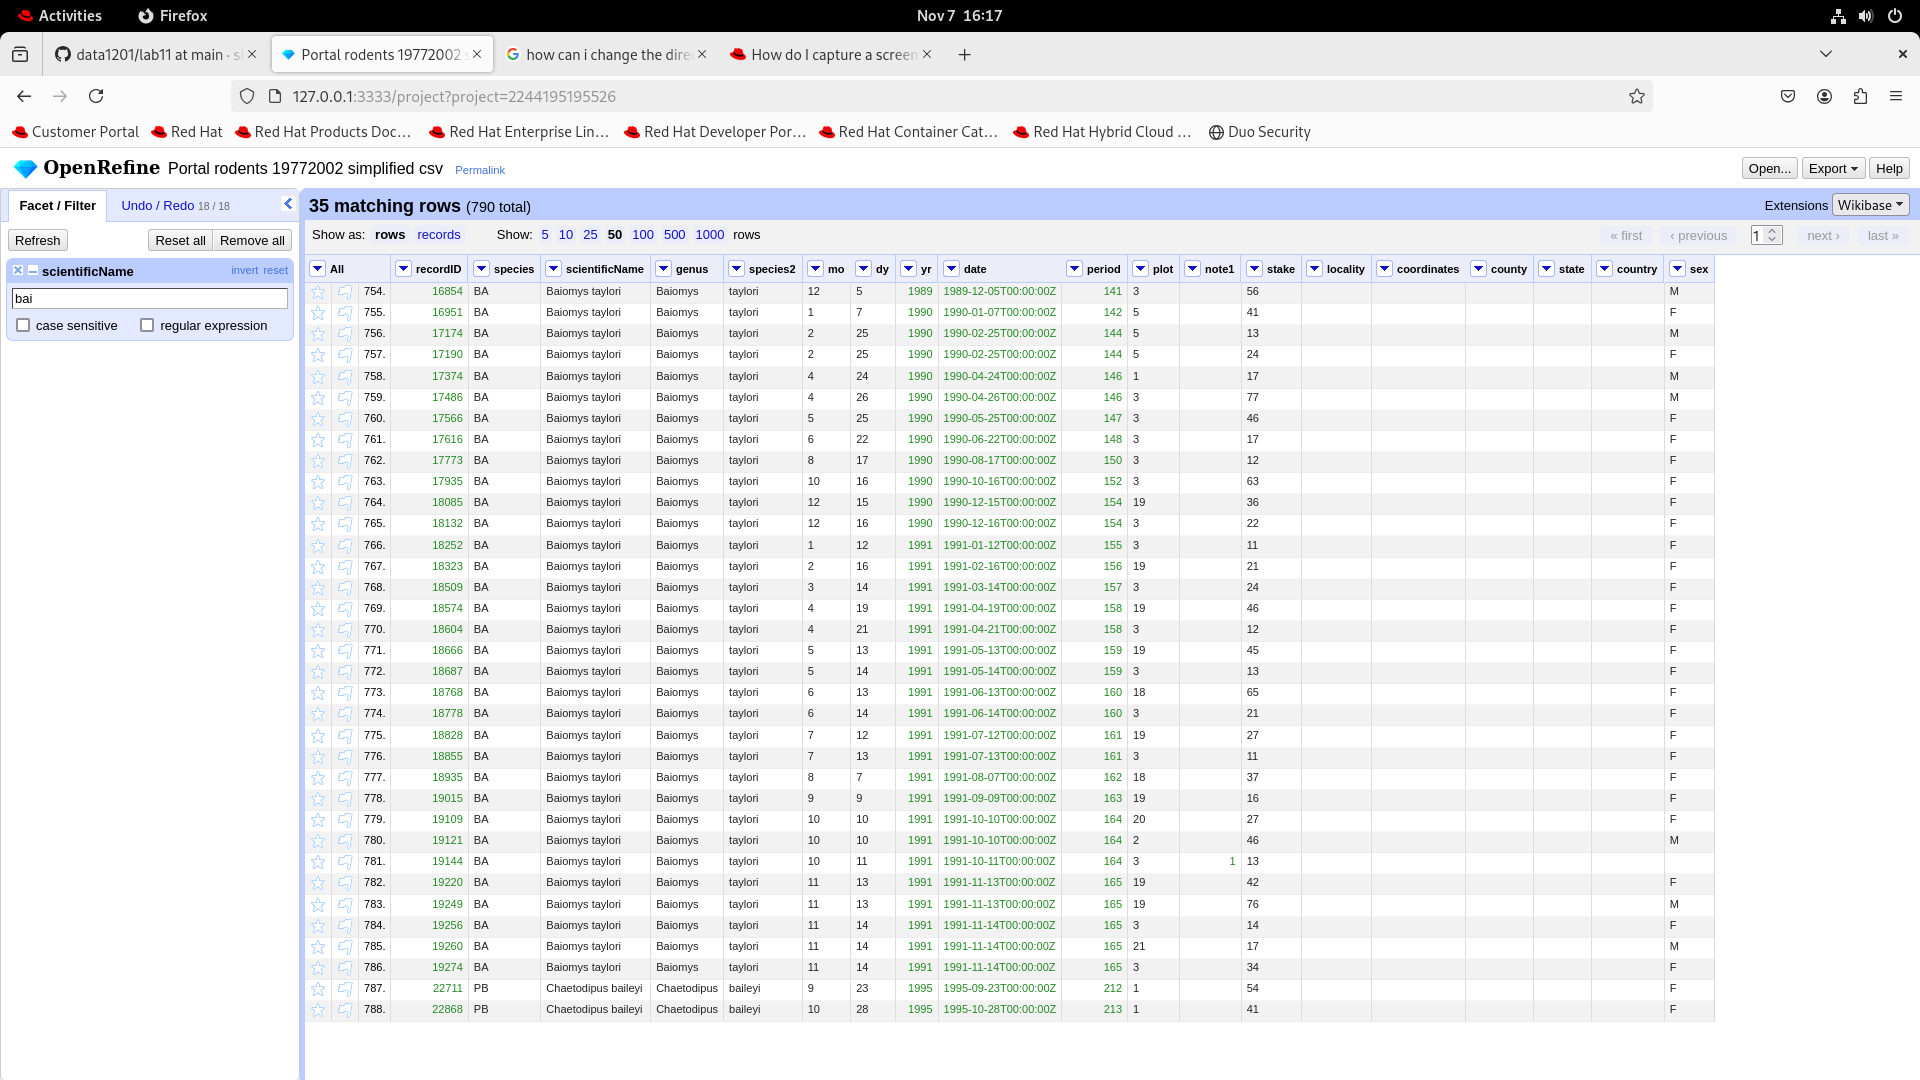 Activities Firefox Nov 7 16:17
data1201/lab11 at main · s Portal rodents 19772002 s how can i change the dire How do I capture a screen
127.0.0.1:3333/project?project=2244195195526
Customer Portal Red Hat Red Hat Products Doc… Red Hat Enterprise Lin… Red Hat Developer Por… Red Hat Container Cat… Red Hat Hybrid Cloud … Duo Security
OpenRefine Portal rodents 19772002 simplified csv Permalink Open... Export Help
Facet / Filter Undo / Redo 18 / 18
Refresh Reset all Remove all
scientificName invert reset
bai
case sensitive regular expression
35 matching rows (790 total) Extensions Wikibase
Show as: rows records Show: 5 10 25 50 100 500 1000 rows « first ‹ previous 1 next › last »
All recordID species scientificName genus species2 mo dy yr date period plot note1 stake locality coordinates county state country sex
754. 16854 BA Baiomys taylori Baiomys taylori 12 5 1989 1989-12-05T00:00:00Z 141 3 56 M
755. 16951 BA Baiomys taylori Baiomys taylori 1 7 1990 1990-01-07T00:00:00Z 142 5 41 F
756. 17174 BA Baiomys taylori Baiomys taylori 2 25 1990 1990-02-25T00:00:00Z 144 5 13 M
757. 17190 BA Baiomys taylori Baiomys taylori 2 25 1990 1990-02-25T00:00:00Z 144 5 24 F
758. 17374 BA Baiomys taylori Baiomys taylori 4 24 1990 1990-04-24T00:00:00Z 146 1 17 M
759. 17486 BA Baiomys taylori Baiomys taylori 4 26 1990 1990-04-26T00:00:00Z 146 3 77 M
760. 17566 BA Baiomys taylori Baiomys taylori 5 25 1990 1990-05-25T00:00:00Z 147 3 46 F
761. 17616 BA Baiomys taylori Baiomys taylori 6 22 1990 1990-06-22T00:00:00Z 148 3 17 F
762. 17773 BA Baiomys taylori Baiomys taylori 8 17 1990 1990-08-17T00:00:00Z 150 3 12 F
763. 17935 BA Baiomys taylori Baiomys taylori 10 16 1990 1990-10-16T00:00:00Z 152 3 63 F
764. 18085 BA Baiomys taylori Baiomys taylori 12 15 1990 1990-12-15T00:00:00Z 154 19 36 F
765. 18132 BA Baiomys taylori Baiomys taylori 12 16 1990 1990-12-16T00:00:00Z 154 3 22 F
766. 18252 BA Baiomys taylori Baiomys taylori 1 12 1991 1991-01-12T00:00:00Z 155 3 11 F
767. 18323 BA Baiomys taylori Baiomys taylori 2 16 1991 1991-02-16T00:00:00Z 156 19 21 F
768. 18509 BA Baiomys taylori Baiomys taylori 3 14 1991 1991-03-14T00:00:00Z 157 3 24 F
769. 18574 BA Baiomys taylori Baiomys taylori 4 19 1991 1991-04-19T00:00:00Z 158 19 46 F
770. 18604 BA Baiomys taylori Baiomys taylori 4 21 1991 1991-04-21T00:00:00Z 158 3 12 F
771. 18666 BA Baiomys taylori Baiomys taylori 5 13 1991 1991-05-13T00:00:00Z 159 19 45 F
772. 18687 BA Baiomys taylori Baiomys taylori 5 14 1991 1991-05-14T00:00:00Z 159 3 13 F
773. 18768 BA Baiomys taylori Baiomys taylori 6 13 1991 1991-06-13T00:00:00Z 160 18 65 F
774. 18778 BA Baiomys taylori Baiomys taylori 6 14 1991 1991-06-14T00:00:00Z 160 3 21 F
775. 18828 BA Baiomys taylori Baiomys taylori 7 12 1991 1991-07-12T00:00:00Z 161 19 27 F
776. 18855 BA Baiomys taylori Baiomys taylori 7 13 1991 1991-07-13T00:00:00Z 161 3 11 F
777. 18935 BA Baiomys taylori Baiomys taylori 8 7 1991 1991-08-07T00:00:00Z 162 18 37 F
778. 19015 BA Baiomys taylori Baiomys taylori 9 9 1991 1991-09-09T00:00:00Z 163 19 16 F
779. 19109 BA Baiomys taylori Baiomys taylori 10 10 1991 1991-10-10T00:00:00Z 164 20 27 F
780. 19121 BA Baiomys taylori Baiomys taylori 10 10 1991 1991-10-10T00:00:00Z 164 2 46 M
781. 19144 BA Baiomys taylori Baiomys taylori 10 11 1991 1991-10-11T00:00:00Z 164 3 1 13
782. 19220 BA Baiomys taylori Baiomys taylori 11 13 1991 1991-11-13T00:00:00Z 165 19 42 F
783. 19249 BA Baiomys taylori Baiomys taylori 11 13 1991 1991-11-13T00:00:00Z 165 19 76 M
784. 19256 BA Baiomys taylori Baiomys taylori 11 14 1991 1991-11-14T00:00:00Z 165 3 14 F
785. 19260 BA Baiomys taylori Baiomys taylori 11 14 1991 1991-11-14T00:00:00Z 165 21 17 M
786. 19274 BA Baiomys taylori Baiomys taylori 11 14 1991 1991-11-14T00:00:00Z 165 3 34 F
787. 22711 PB Chaetodipus baileyi Chaetodipus baileyi 9 23 1995 1995-09-23T00:00:00Z 212 1 54 F
788. 22868 PB Chaetodipus baileyi Chaetodipus baileyi 10 28 1995 1995-10-28T00:00:00Z 213 1 41 F